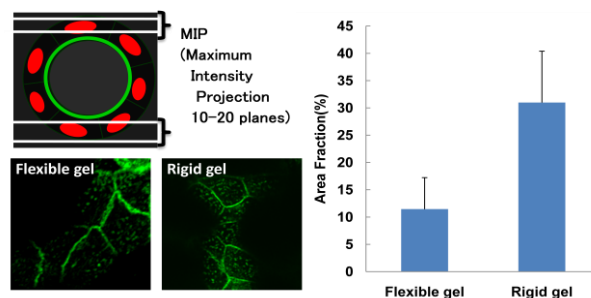 MIP
(Maximum
Intensity
Projection
10-20 planes)
Flexible gel
Rigid gel
Area Fraction(%)
45
40
35
30
25
20
15
10
5
0
Flexible gel
Rigid gel